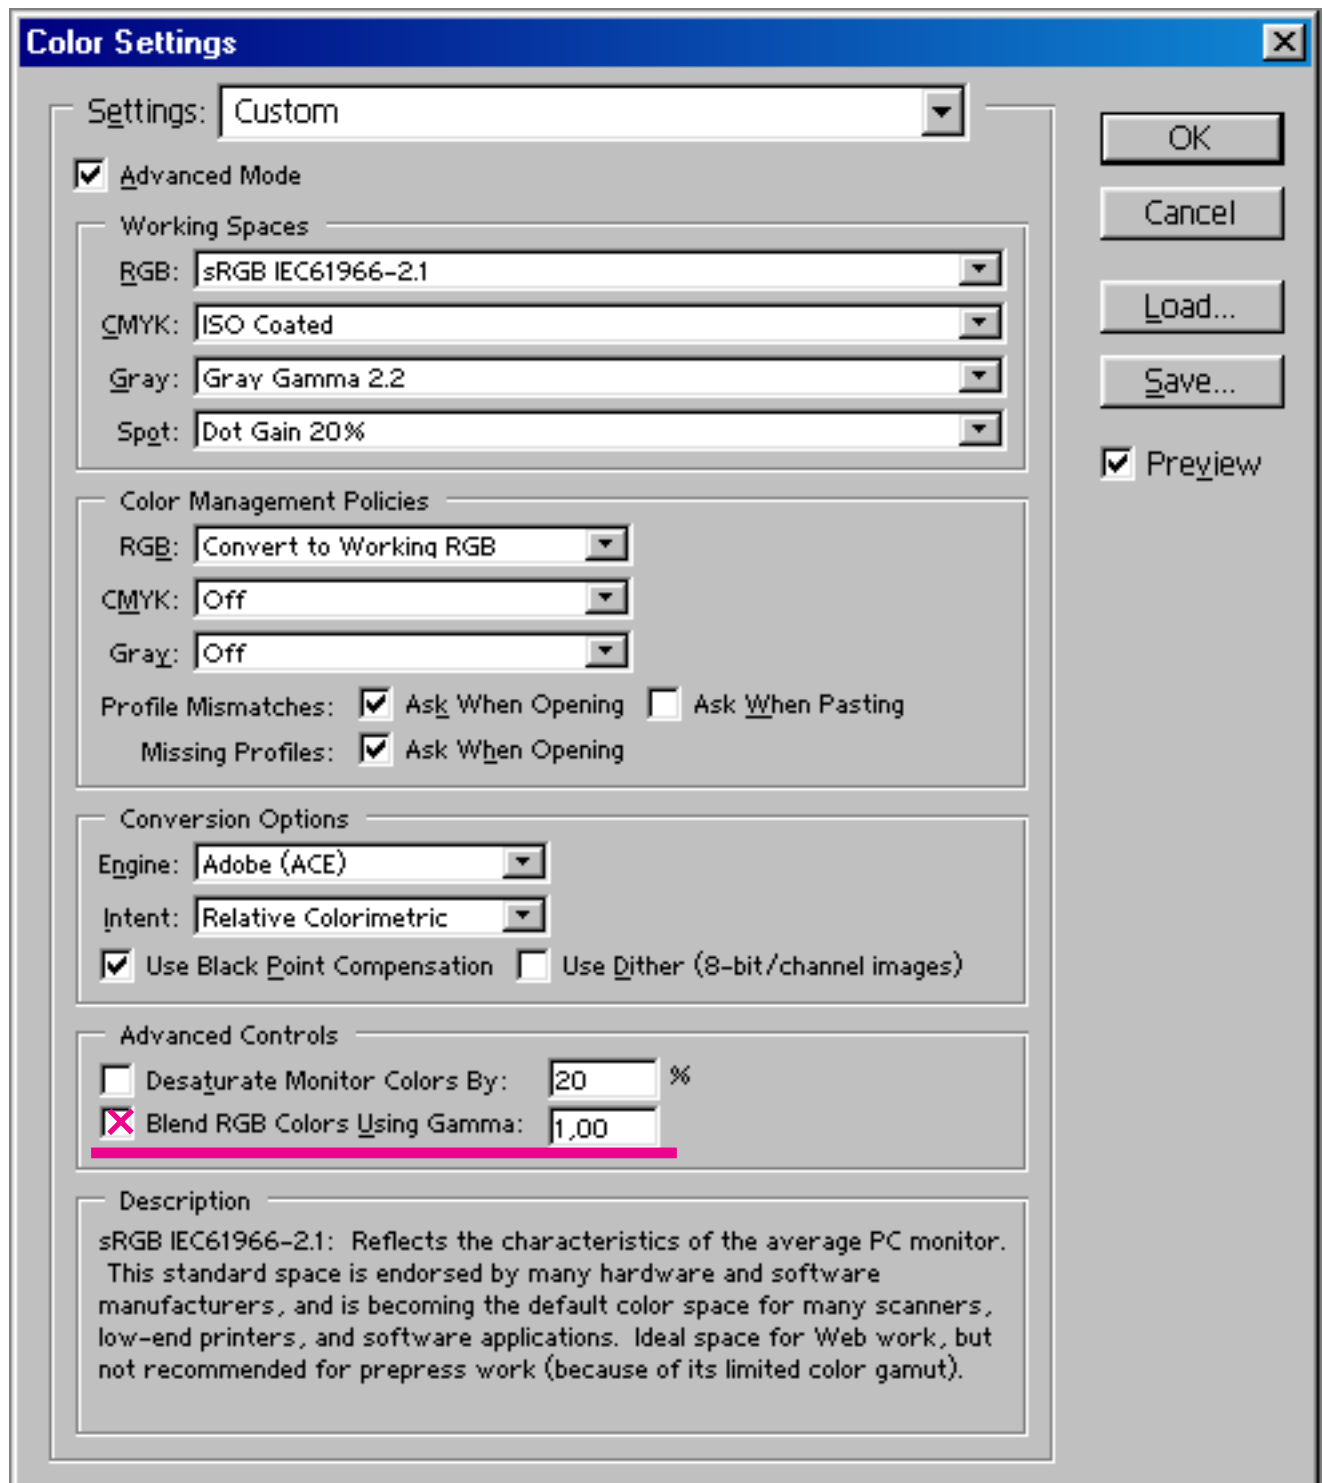 Color Settings
Settings: Custom
OK
Advanced Mode
Cancel
Working Spaces
RGB: sRGB IEC61966-2.1
Load...
CMYK: ISO Coated
Gray: Gray Gamma 2.2
Save...
Spot: Dot Gain 20%
Preview
Color Management Policies
RGB: Convert to Working RGB
CMYK: Off
Gray: Off
Profile Mismatches: Ask When Opening Ask When Pasting
Missing Profiles: Ask When Opening
Conversion Options
Engine: Adobe (ACE)
Intent: Relative Colorimetric
Use Black Point Compensation Use Dither (8-bit/channel images)
Advanced Controls
Desaturate Monitor Colors By: 20 %
Blend RGB Colors Using Gamma: 1,00
Description
sRGB IEC61966-2.1: Reflects the characteristics of the average PC monitor.
This standard space is endorsed by many hardware and software
manufacturers, and is becoming the default color space for many scanners,
low-end printers, and software applications. Ideal space for Web work, but
not recommended for prepress work (because of its limited color gamut).